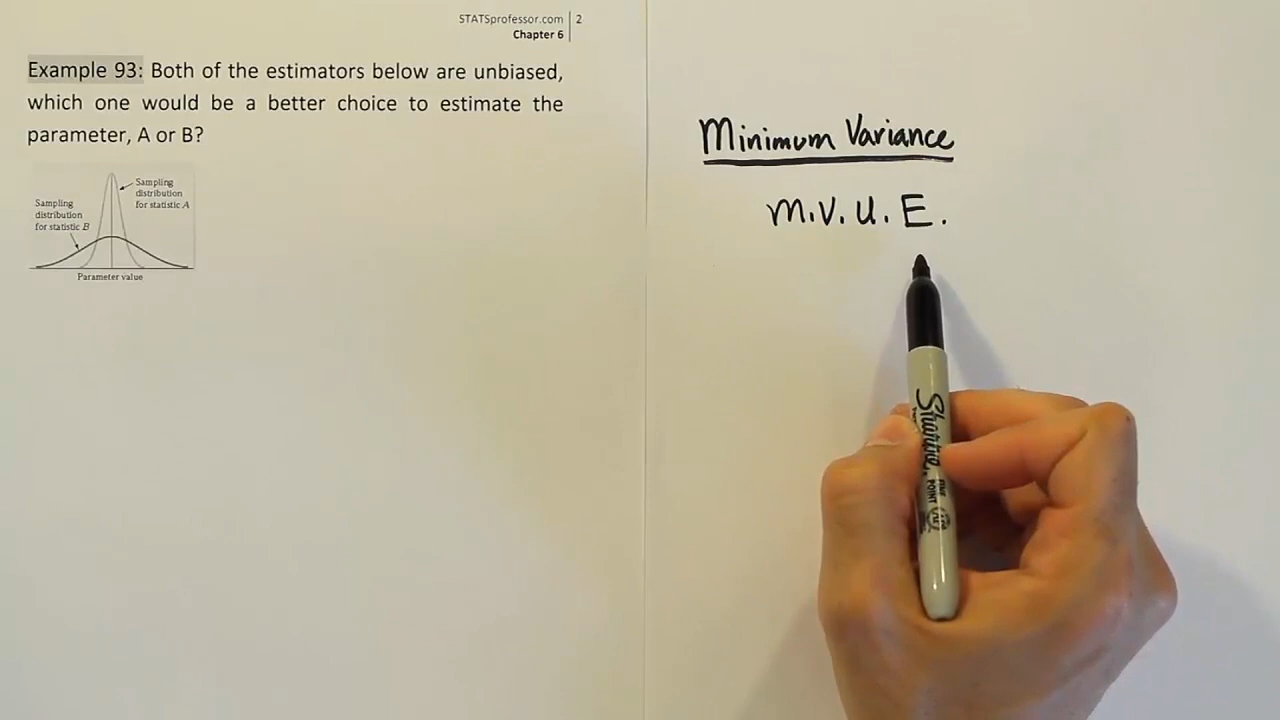 STATSprofessor.com 2
Chapter 6
Example 93: Both of the estimators below are unbiased,
which one would be a better choice to estimate the
parameter, A or B?
Sampling
distribution
for statistic A
Sampling
distribution
for statistic B
Parameter value
Minimum Variance
M.V.U.E.
Sharpie
FINE
POINT